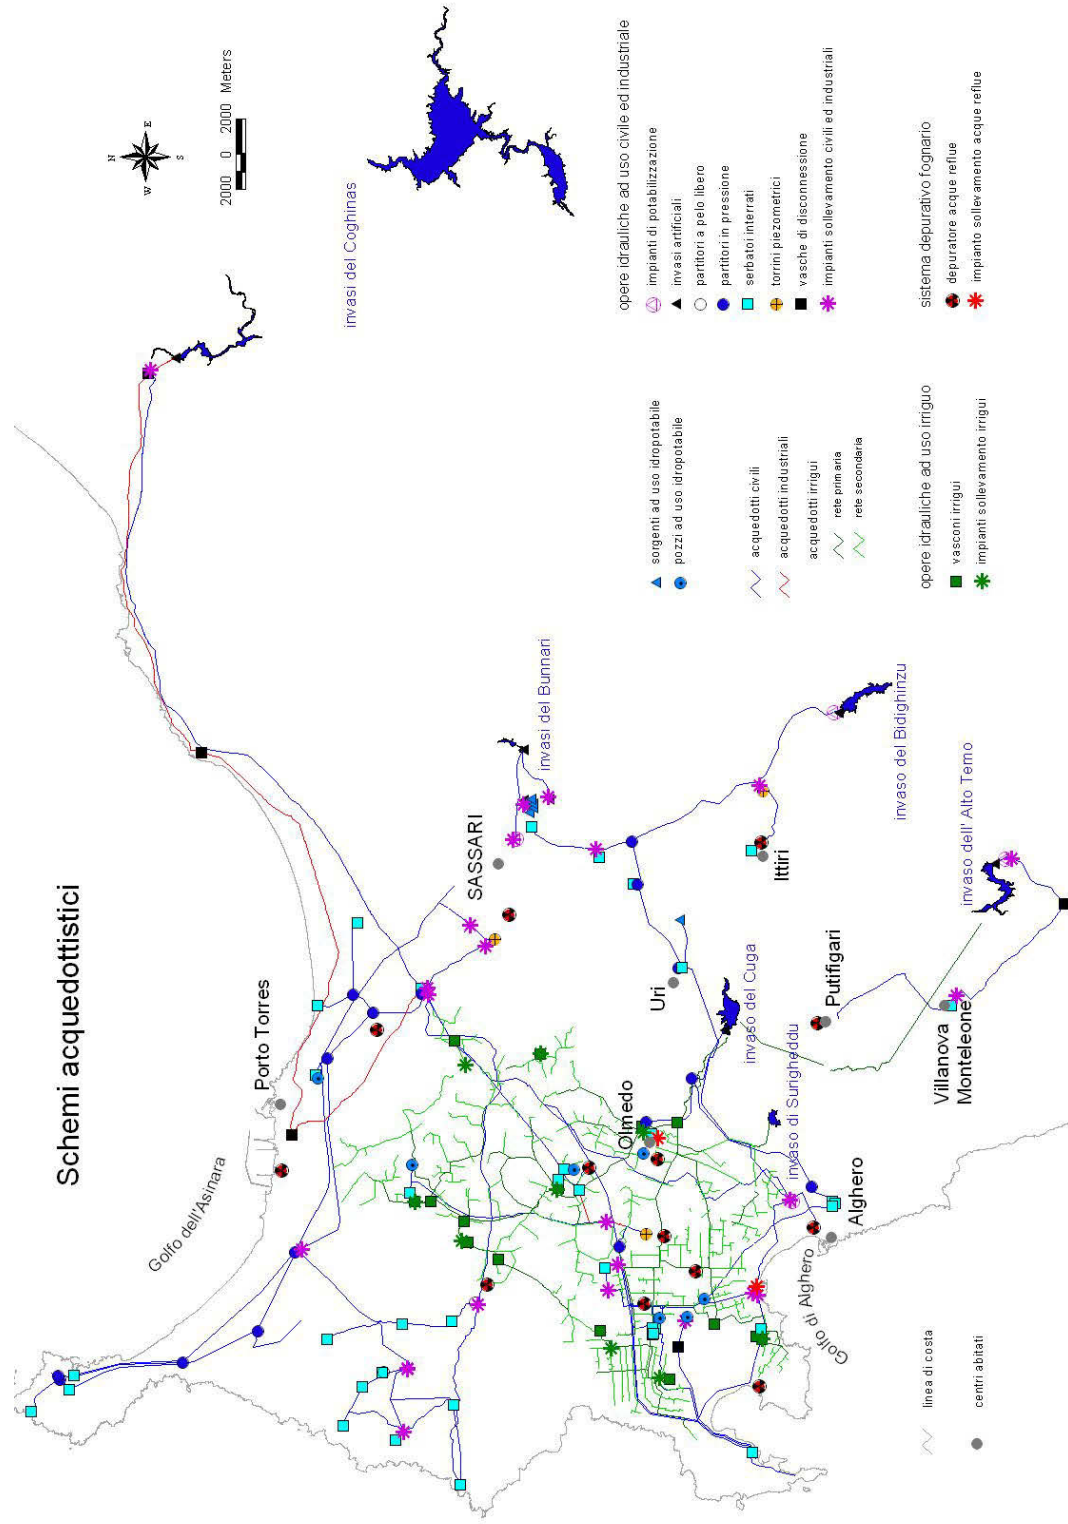 Schemi acquedottistici
N
W
E
S
2000 0 2000 Meters
invasi del Coghinas
Golfo dell'Asinara
Porto Torres
SASSARI
invasi del Bunnari
Uri
Ittiri
invaso del Bidighinzu
Olmedo
invaso del Cuga
Putifigari
invaso dell' Alto Temo
invaso di Surigheddu
Villanova
Monteleone
Alghero
Golfo di Alghero
linea di costa
centri abitati
sorgenti ad uso idropotabile
pozzi ad uso idropotabile
acquedotti civili
acquedotti industriali
acquedotti irrigui
rete primaria
rete secondaria
opere idrauliche ad uso irriguo
vasconi irrigui
impianti sollevamento irrigui
opere idrauliche ad uso civile ed industriale
impianti di potabilizzazione
invasi artificiali
partitori a pelo libero
partitori in pressione
serbatoi interrati
torrini piezometrici
vasche di disconnessione
impianti sollevamento civili ed industriali
sistema depurativo fognario
depuratore acque reflue
impianto sollevamento acque reflue